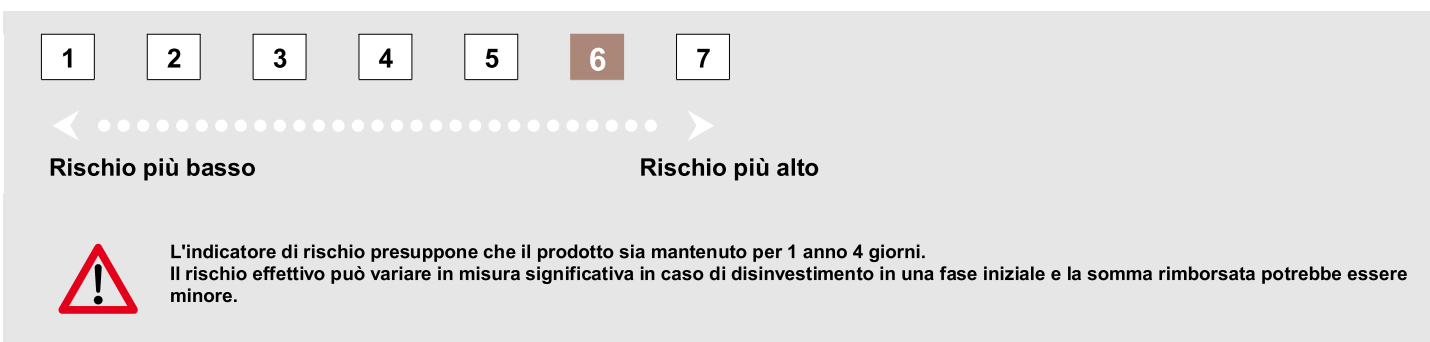 1 2 3 4 5 6 7
Rischio più basso Rischio più alto
L'indicatore di rischio presuppone che il prodotto sia mantenuto per 1 anno 4 giorni.
Il rischio effettivo può variare in misura significativa in caso di disinvestimento in una fase iniziale e la somma rimborsata potrebbe essere
minore.